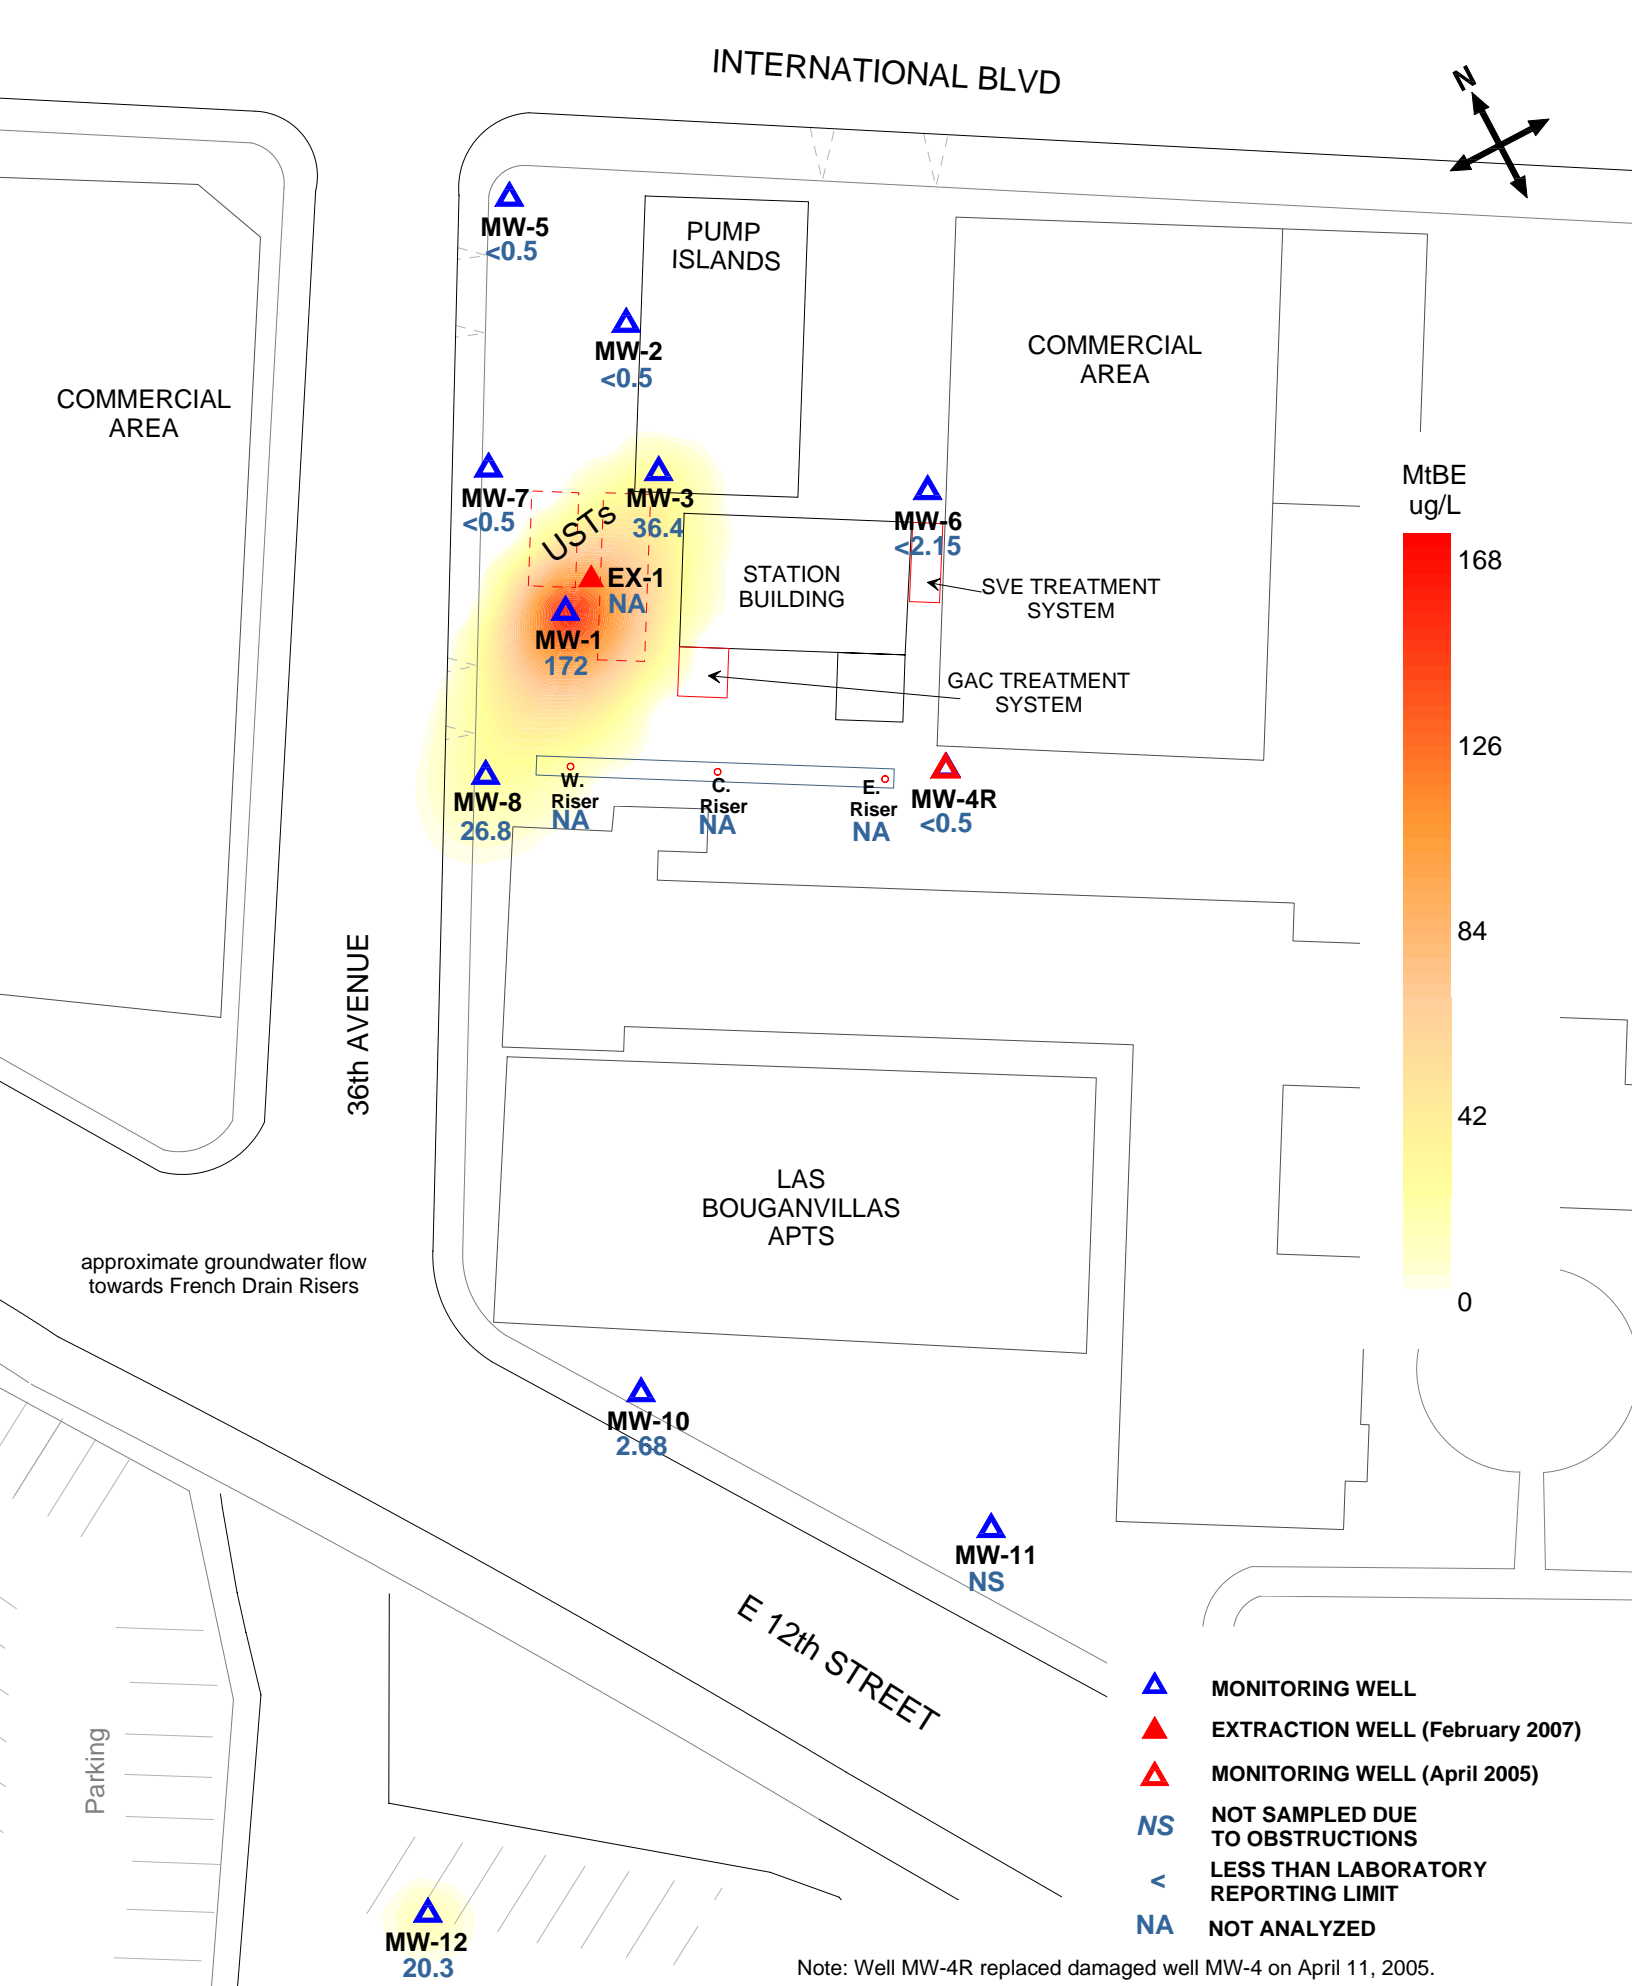 INTERNATIONAL BLVD
N
MW-5
<0.5
PUMP
ISLANDS
MW-2
<0.5
COMMERCIAL
AREA
COMMERCIAL
AREA
MW-7
<0.5
USTs
MW-3
36.4
MW-6
<2.15
EX-1
NA
MW-1
172
STATION
BUILDING
SVE TREATMENT
SYSTEM
GAC TREATMENT
SYSTEM
MW-8
26.8
W.
Riser
NA
C.
Riser
NA
E.
Riser
NA
MW-4R
<0.5
MtBE
ug/L
168
126
84
42
0
36th AVENUE
LAS
BOUGANVILLAS
APTS
approximate groundwater flow
towards French Drain Risers
MW-10
2.68
MW-11
NS
E 12th STREET
Parking
MW-12
20.3
MONITORING WELL
EXTRACTION WELL (February 2007)
MONITORING WELL (April 2005)
NS NOT SAMPLED DUE
TO OBSTRUCTIONS
< LESS THAN LABORATORY
REPORTING LIMIT
NA NOT ANALYZED
Note: Well MW-4R replaced damaged well MW-4 on April 11, 2005.